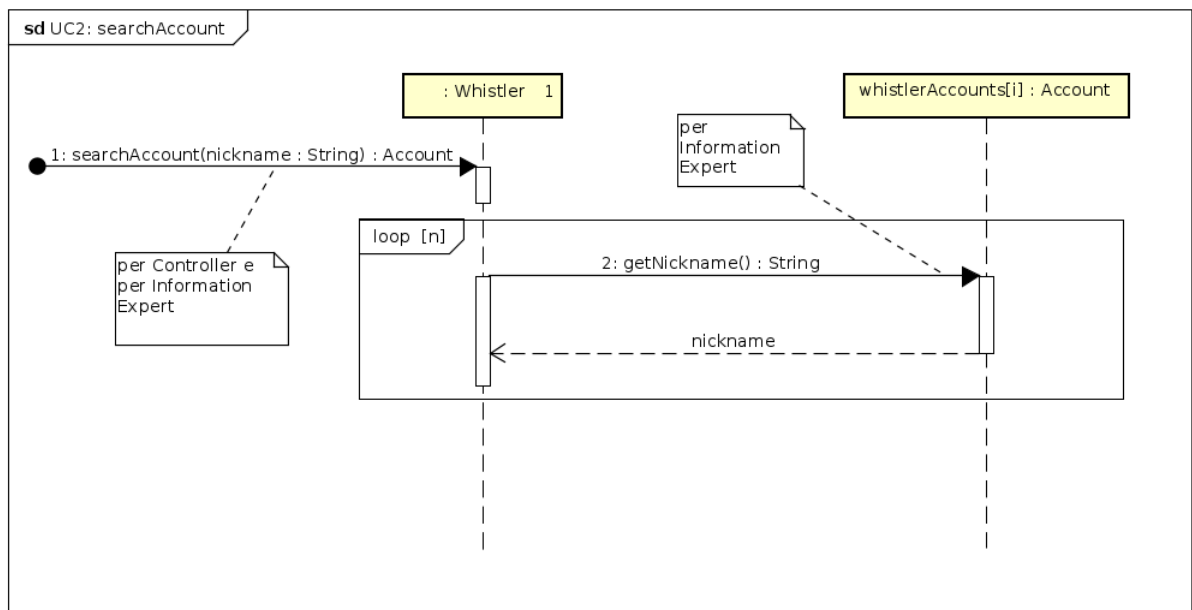 sd UC2: searchAccount
: Whistler 1
whistlerAccounts[i] : Account
per
Information
Expert
1: searchAccount(nickname : String) : Account
loop [n]
per Controller e
per Information
Expert
2: getNickname() : String
nickname